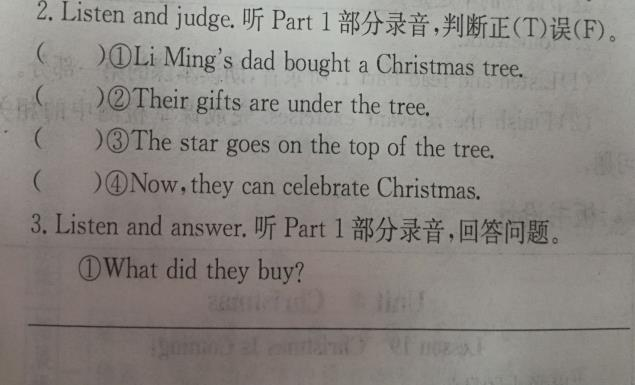 2. Listen and judge. 听 Part 1 部分录音,判断正(T)误(F)。
( )①Li Ming's dad bought a Christmas tree.
( )②Their gifts are under the tree.
( )③The star goes on the top of the tree.
( )④Now, they can celebrate Christmas.
3. Listen and answer. 听 Part 1 部分录音,回答问题。
①What did they buy?